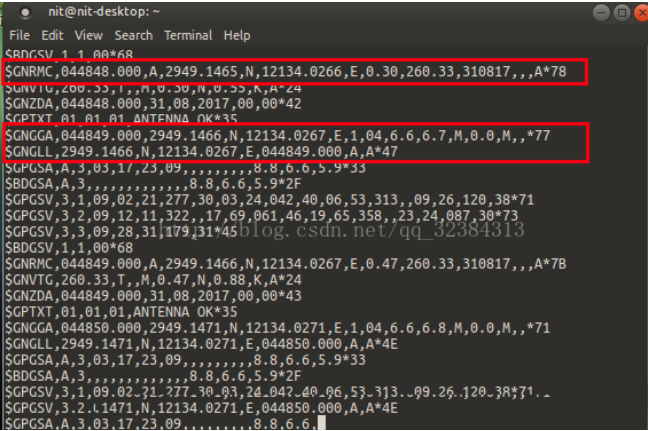 nit@nit-desktop: ~
File Edit View Search Terminal Help
$BDGSV,1,1,00*68
$GNRMC,044848.000,A,2949.1465,N,12134.0266,E,0.30,260.33,310817,,,A*78
$GNVTG,260.33,T,,M,0.30,N,0.55,K,A*24
$GNZDA,044848.000,31,08,2017,00,00*42
$GPTXT,01,01,01,ANTENNA OK*35
$GNGGA,044849.000,2949.1466,N,12134.0267,E,1,04,6.6,6.7,M,0.0,M,,*77
$GNGLL,2949.1466,N,12134.0267,E,044849.000,A,A*47
$GPGSA,A,3,03,17,23,09,,,,,,,,,8.8,6.6,5.9*33
$BDGSA,A,3,,,,,,,,,,,,,8.8,6.6,5.9*2F
$GPGSV,3,1,09,02,21,277,30,03,24,042,40,06,53,313,,09,26,120,38*71
$GPGSV,3,2,09,12,11,322,,17,69,061,46,19,65,358,,23,24,087,30*73
$GPGSV,3,3,09,28,31,179,31*45
http://blog.csdn.net/qq_32384313
$BDGSV,1,1,00*68
$GNRMC,044849.000,A,2949.1466,N,12134.0267,E,0.47,260.33,310817,,,A*7B
$GNVTG,260.33,T,,M,0.47,N,0.88,K,A*24
$GNZDA,044849.000,31,08,2017,00,00*43
$GPTXT,01,01,01,ANTENNA OK*35
$GNGGA,044850.000,2949.1471,N,12134.0271,E,1,04,6.6,6.8,M,0.0,M,,*71
$GNGLL,2949.1471,N,12134.0271,E,044850.000,A,A*4E
$GPGSA,A,3,03,17,23,09,,,,,,,,,8.8,6.6,5.9*33
$BDGSA,A,3,,,,,,,,,,,,,8.8,6.6,5.9*2F
$GPGSV,3,1,09,02,21,277,30,03,24,042,40,06,53,313,,09,26,120,38*71
$GPGSV,3,2,01471,N,12134.0271,E,044850.000,A,A*4E
$GPGSA,A,3,03,17,23,09,,,,,,,,,8.8,6.6,